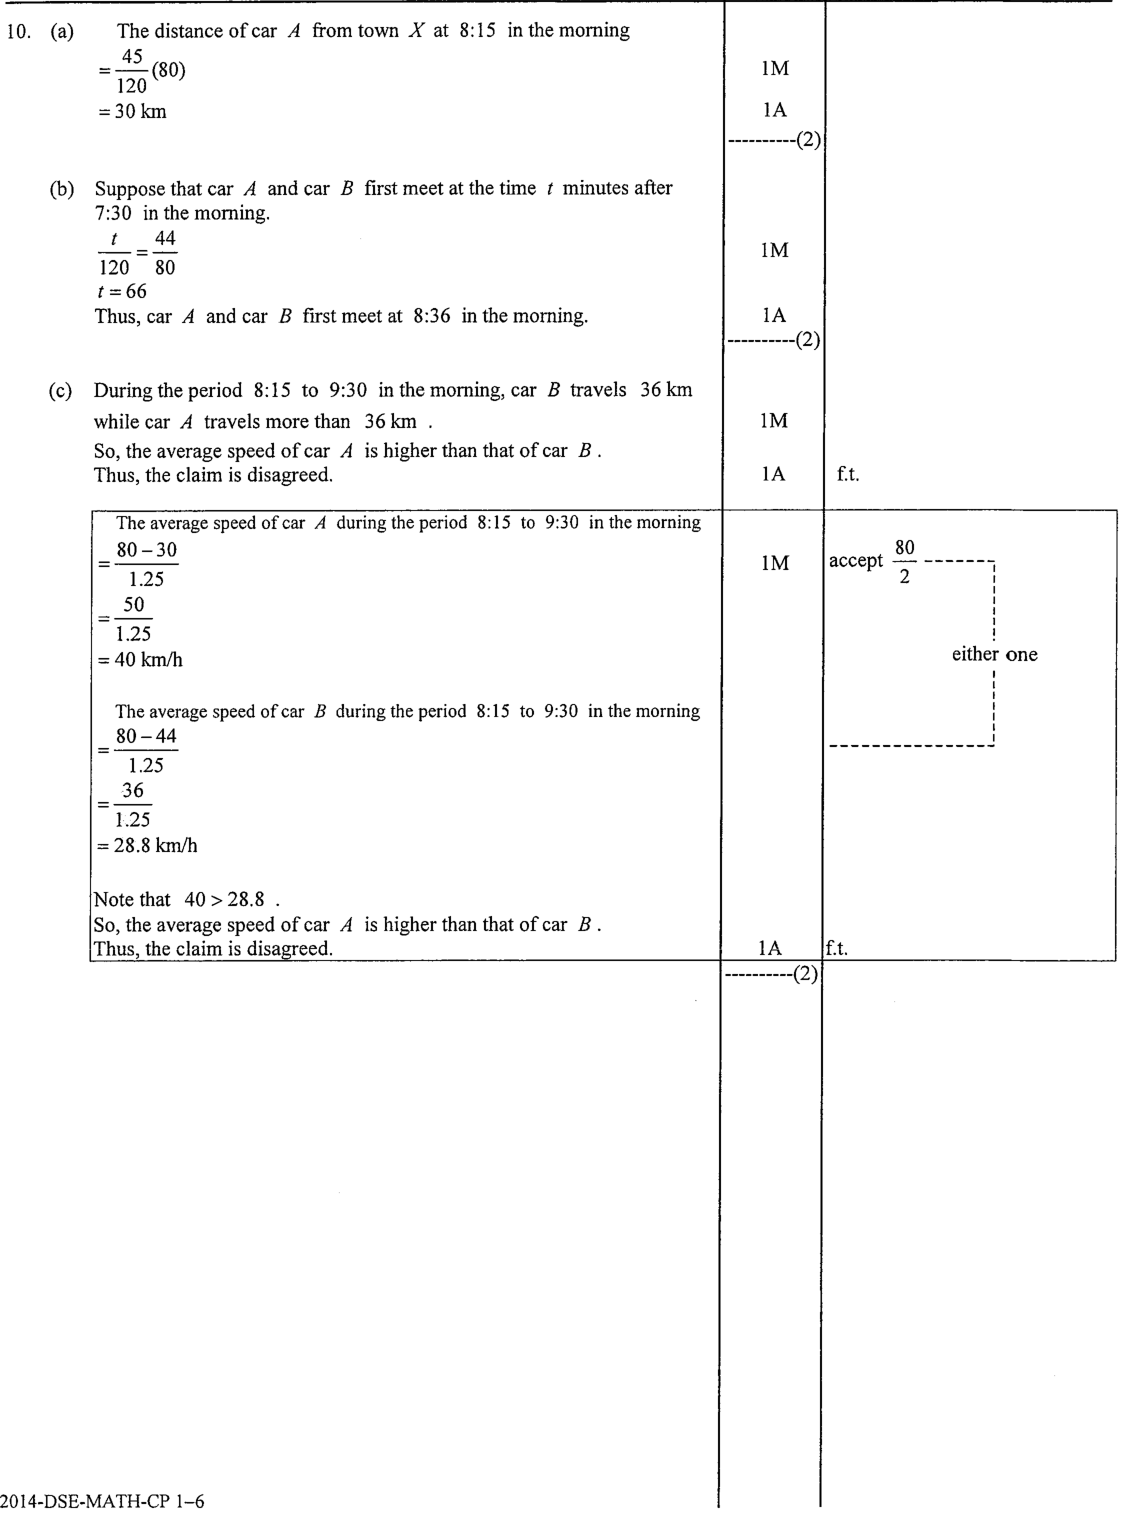 10. (a) The distance of car A from town X at 8:15 in the morning
= 45/120 (80) 1M
= 30 km 1A
----------(2)
(b) Suppose that car A and car B first meet at the time t minutes after
7:30 in the morning.
t/120 = 44/80 1M
t = 66
Thus, car A and car B first meet at 8:36 in the morning. 1A
----------(2)
(c) During the period 8:15 to 9:30 in the morning, car B travels 36 km
while car A travels more than 36 km . 1M
So, the average speed of car A is higher than that of car B .
Thus, the claim is disagreed. 1A f.t.
The average speed of car A during the period 8:15 to 9:30 in the morning
= (80 – 30)/1.25 1M accept 80/2
= 50/1.25
= 40 km/h either one
The average speed of car B during the period 8:15 to 9:30 in the morning
= (80 – 44)/1.25
= 36/1.25
= 28.8 km/h
Note that 40 > 28.8 .
So, the average speed of car A is higher than that of car B .
Thus, the claim is disagreed. 1A f.t.
----------(2)
2014-DSE-MATH-CP 1–6